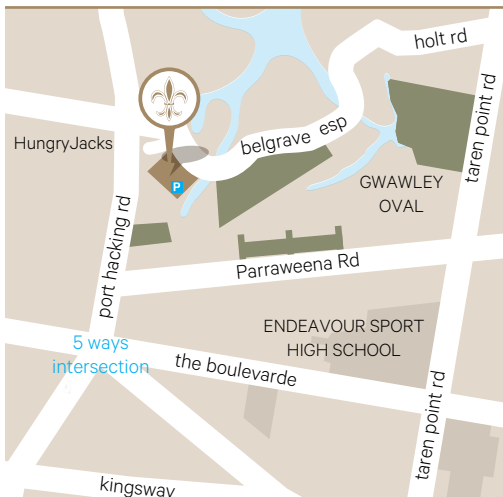 holt rd
taren point rd
HungryJacks
belgrave esp
P
GWAWLEY
OVAL
port hacking rd
Parraweena Rd
ENDEAVOUR SPORT
HIGH SCHOOL
5 ways
intersection
the boulevarde
taren point rd
kingsway